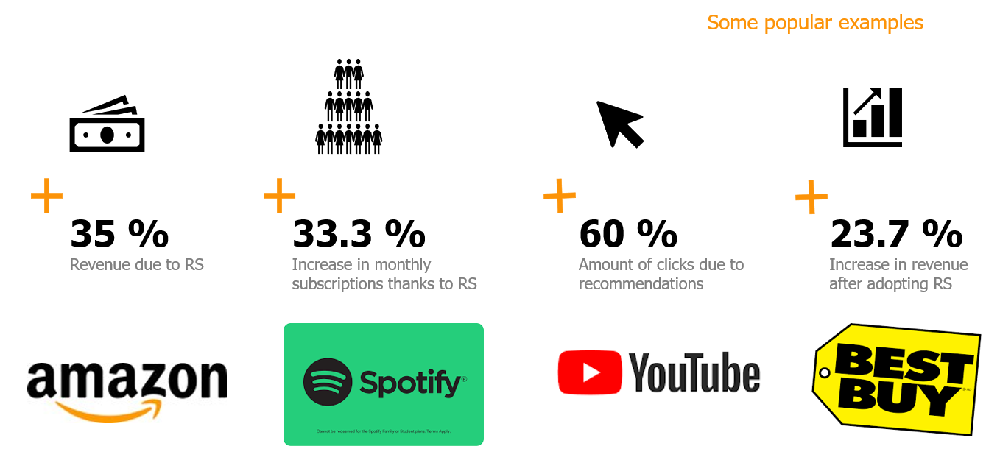 Some popular examples
35 %
Revenue due to RS
33.3 %
Increase in monthly
subscriptions thanks to RS
60 %
Amount of clicks due to
recommendations
23.7 %
Increase in revenue
after adopting RS
amazon
Spotify®
Cannot be redeemed for the Spotify Family or Student plans. Terms Apply.
YouTube
BEST
BUY